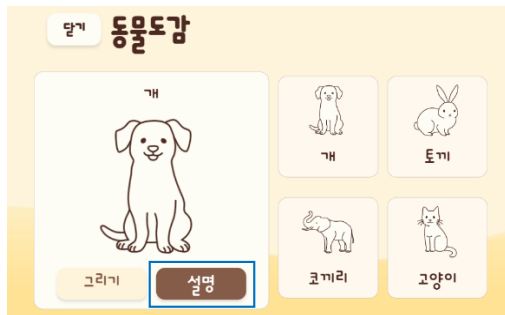 닫기 동물도감
개
그리기 설명
개 토끼
코끼리 고양이